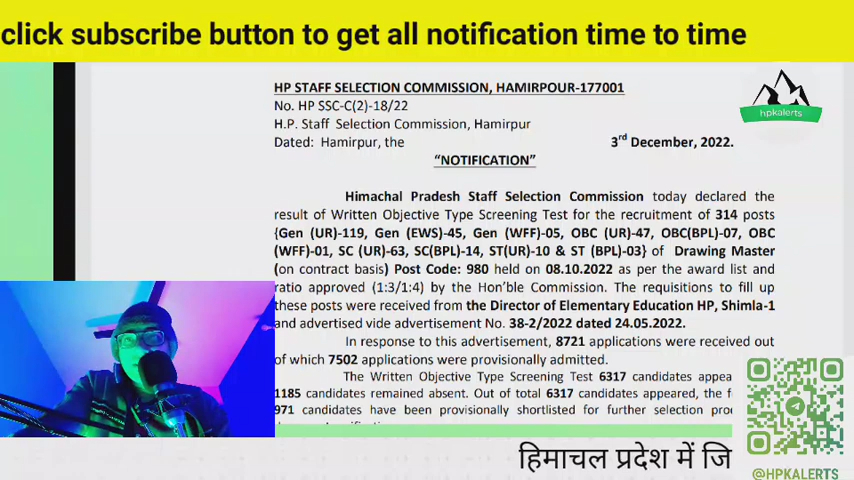 click subscribe button to get all notification time to time
HP STAFF SELECTION COMMISSION, HAMIRPOUR-177001
No. HP SSC-C(2)-18/22
hpkalerts
H.P. Staff Selection Commission, Hamirpur
Dated: Hamirpur, the 3rd December, 2022.
“NOTIFICATION”
Himachal Pradesh Staff Selection Commission today declared the
result of Written Objective Type Screening Test for the recruitment of 314 posts
{Gen (UR)-119, Gen (EWS)-45, Gen (WFF)-05, OBC (UR)-47, OBC(BPL)-07, OBC
(WFF)-01, SC (UR)-63, SC(BPL)-14, ST(UR)-10 & ST (BPL)-03} of Drawing Master
(on contract basis) Post Code: 980 held on 08.10.2022 as per the award list and
ratio approved (1:3/1:4) by the Hon’ble Commission. The requisitions to fill up
these posts were received from the Director of Elementary Education HP, Shimla-1
and advertised vide advertisement No. 38-2/2022 dated 24.05.2022.
In response to this advertisement, 8721 applications were received out
of which 7502 applications were provisionally admitted.
The Written Objective Type Screening Test 6317 candidates appea
1185 candidates remained absent. Out of total 6317 candidates appeared, the f
971 candidates have been provisionally shortlisted for further selection proc
हिमाचल प्रदेश में जि
@HPKALERTS